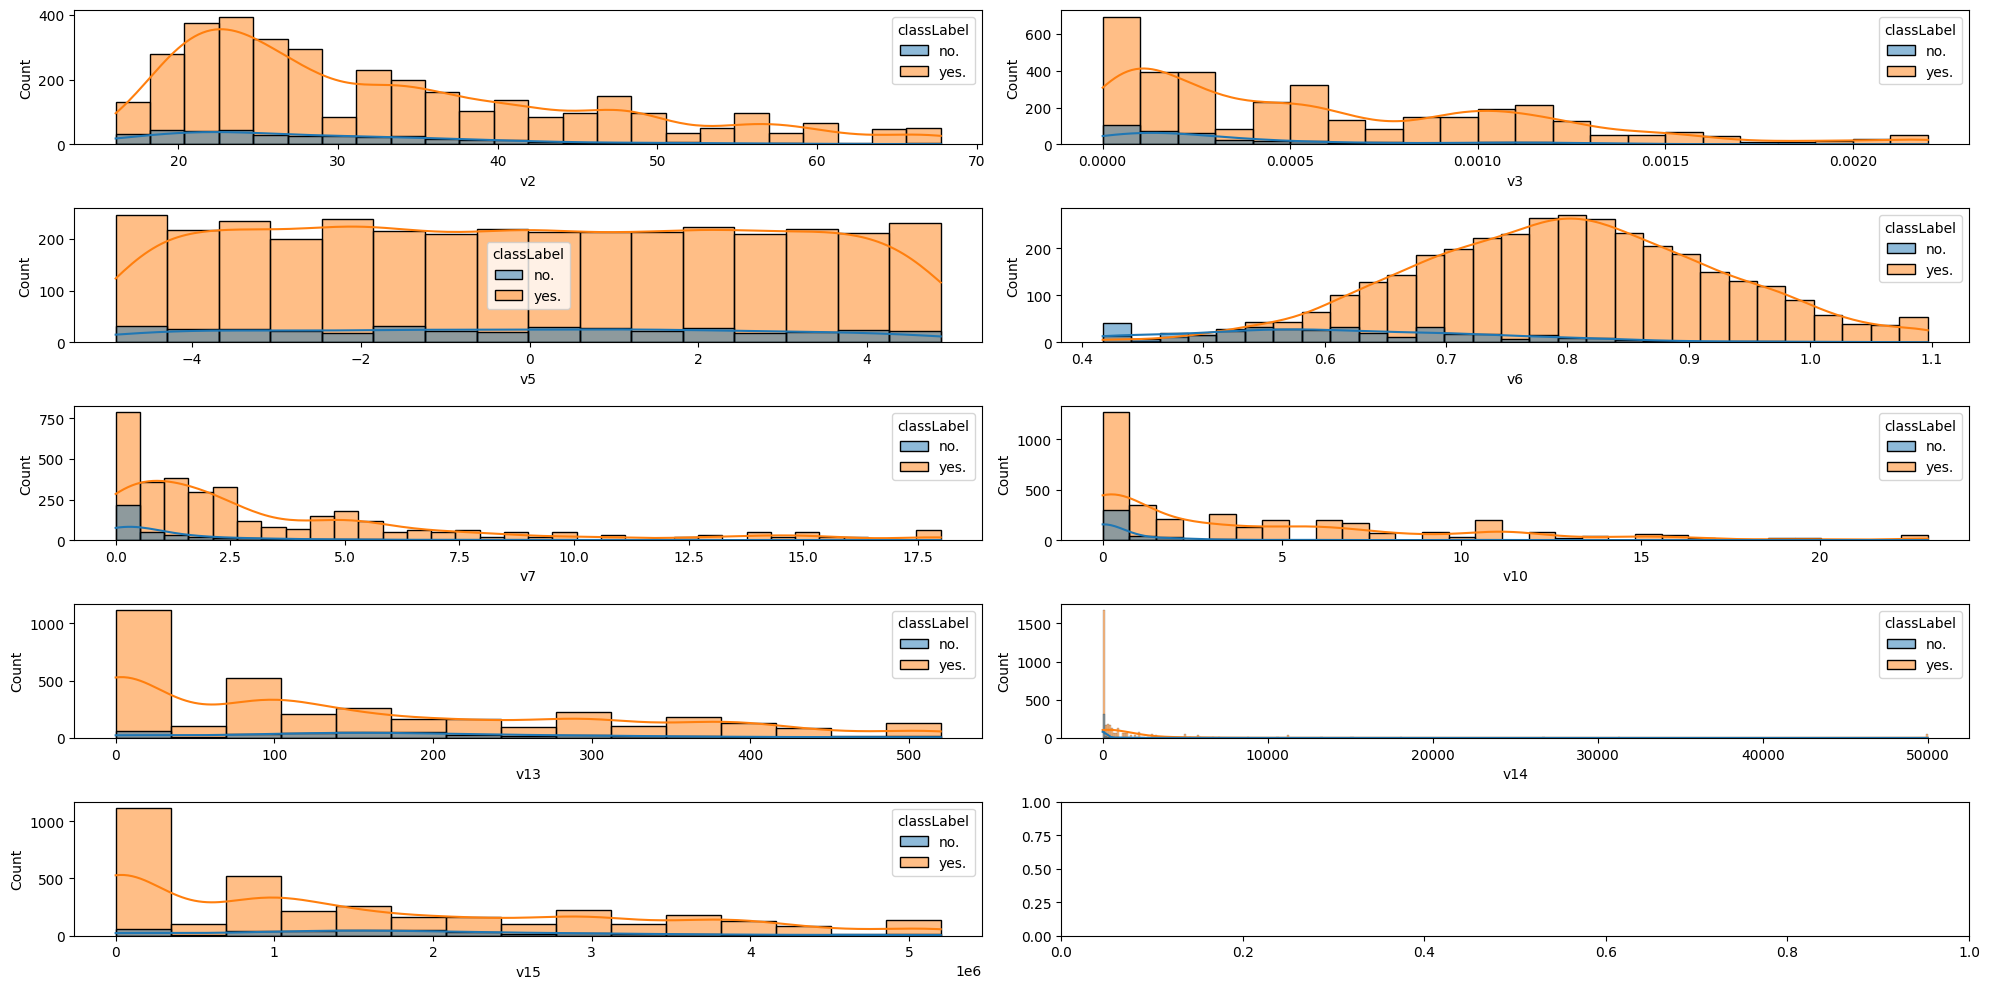 classLabel
no.
yes.
Count
400
200
0
20 30 40 50 60 70
v2
classLabel
no.
yes.
Count
600
400
200
0
0.0000 0.0005 0.0010 0.0015 0.0020
v3
classLabel
no.
yes.
Count
200
100
0
−4 −2 0 2 4
v5
classLabel
no.
yes.
Count
200
100
0
0.4 0.5 0.6 0.7 0.8 0.9 1.0 1.1
v6
classLabel
no.
yes.
Count
750
500
250
0
0.0 2.5 5.0 7.5 10.0 12.5 15.0 17.5
v7
classLabel
no.
yes.
Count
1000
500
0
0 5 10 15 20
v10
classLabel
no.
yes.
Count
1000
500
0
0 100 200 300 400 500
v13
classLabel
no.
yes.
Count
1500
1000
500
0
0 10000 20000 30000 40000 50000
v14
classLabel
no.
yes.
Count
1000
500
0
0 1 2 3 4 5
v15
1e6
1.00
0.75
0.50
0.25
0.00
0.0 0.2 0.4 0.6 0.8 1.0